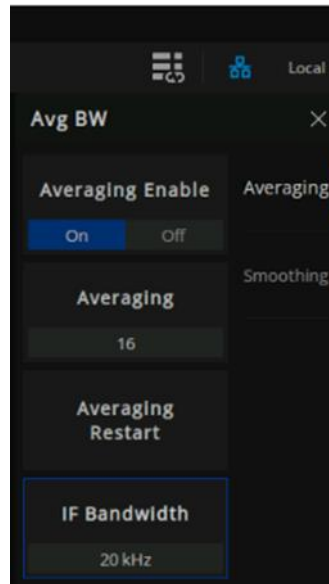 Local
Avg BW
Averaging Enable
On Off
Averaging
16
Averaging
Restart
IF Bandwidth
20 kHz
Averaging
Smoothing